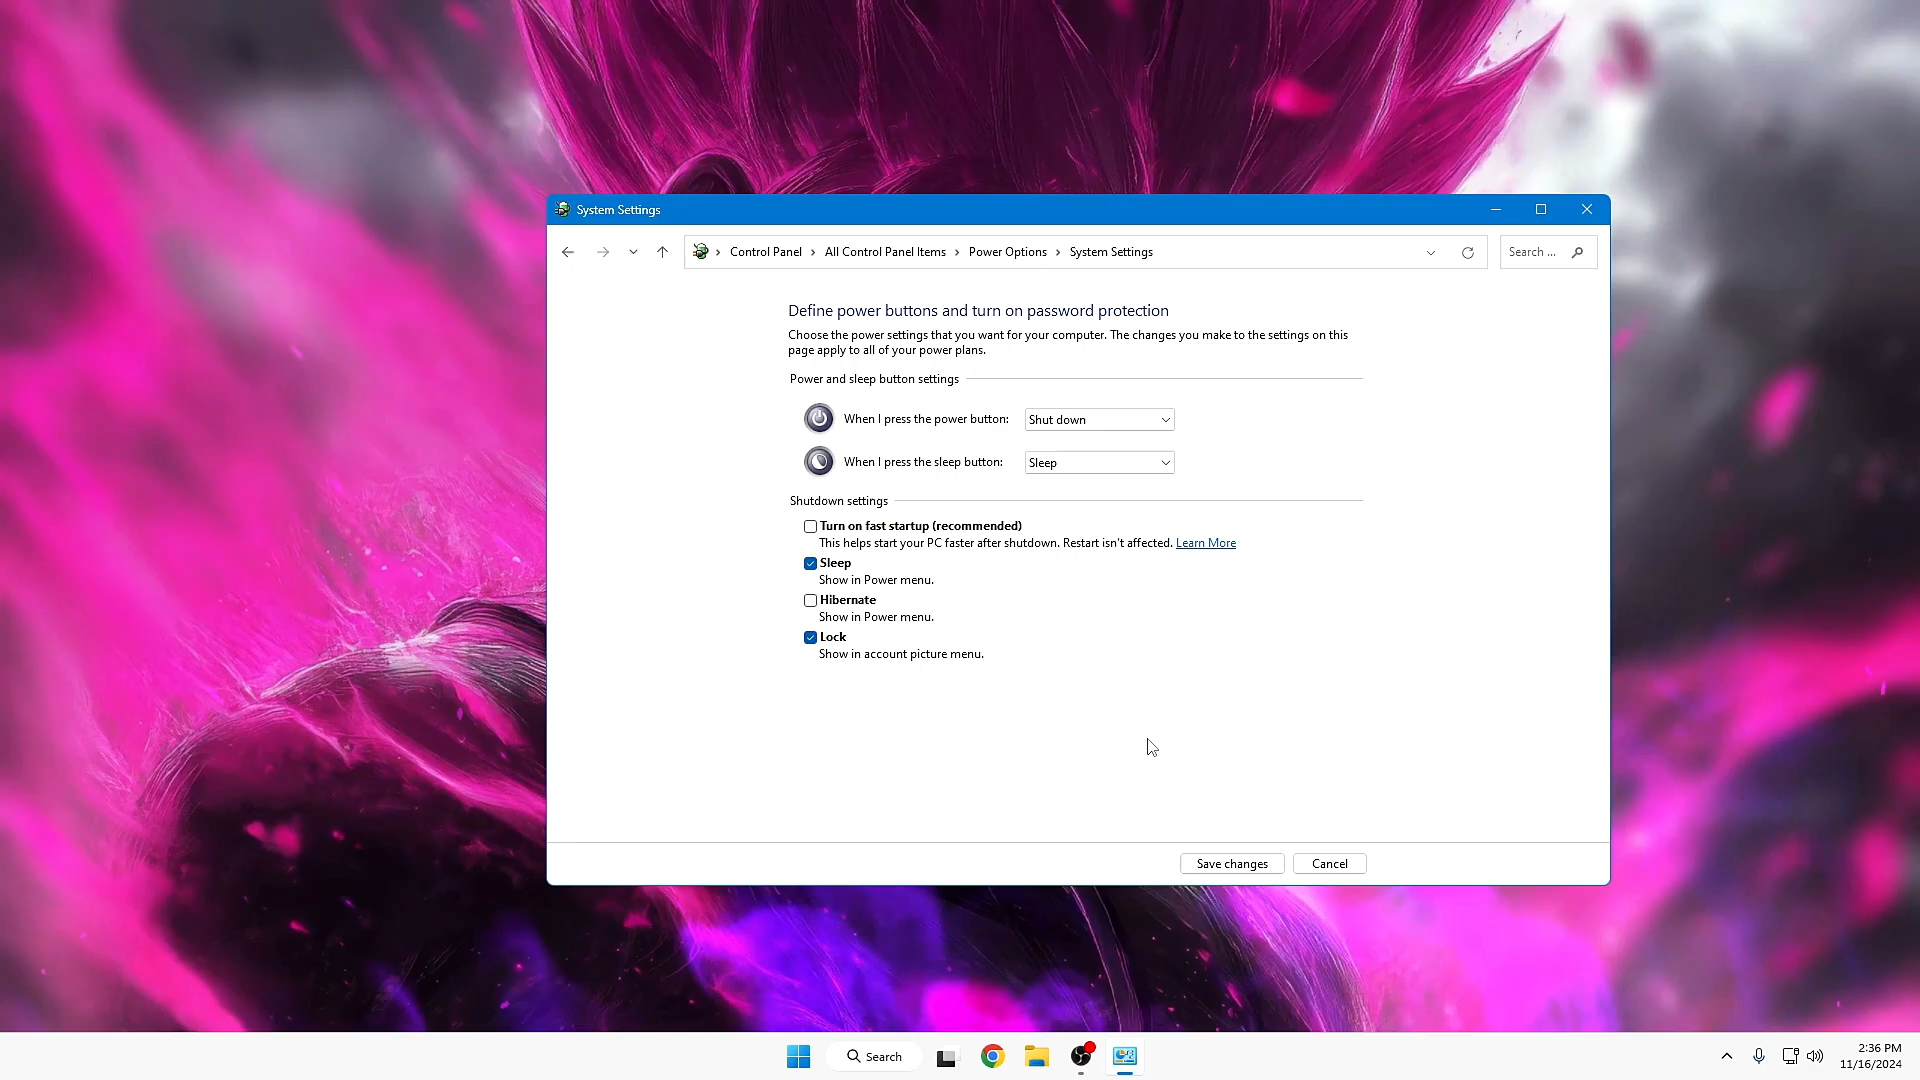 System Settings
Control Panel › All Control Panel Items › Power Options › System Settings
Search ...
Define power buttons and turn on password protection
Choose the power settings that you want for your computer. The changes you make to the settings on this
page apply to all of your power plans.
Power and sleep button settings
When I press the power button: Shut down
When I press the sleep button: Sleep
Shutdown settings
Turn on fast startup (recommended)
This helps start your PC faster after shutdown. Restart isn't affected. Learn More
Sleep
Show in Power menu.
Hibernate
Show in Power menu.
Lock
Show in account picture menu.
Save changes Cancel
Search
2:36 PM
11/16/2024